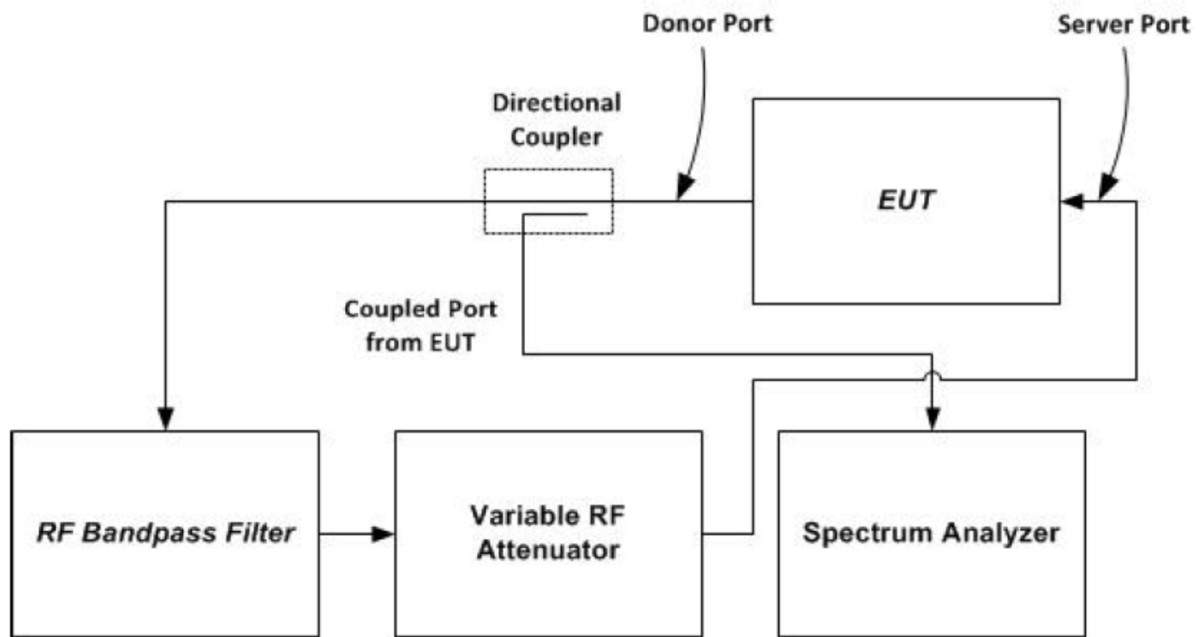 Donor Port
Server Port
Directional
Coupler
EUT
Coupled Port
from EUT
RF Bandpass Filter
Variable RF
Attenuator
Spectrum Analyzer